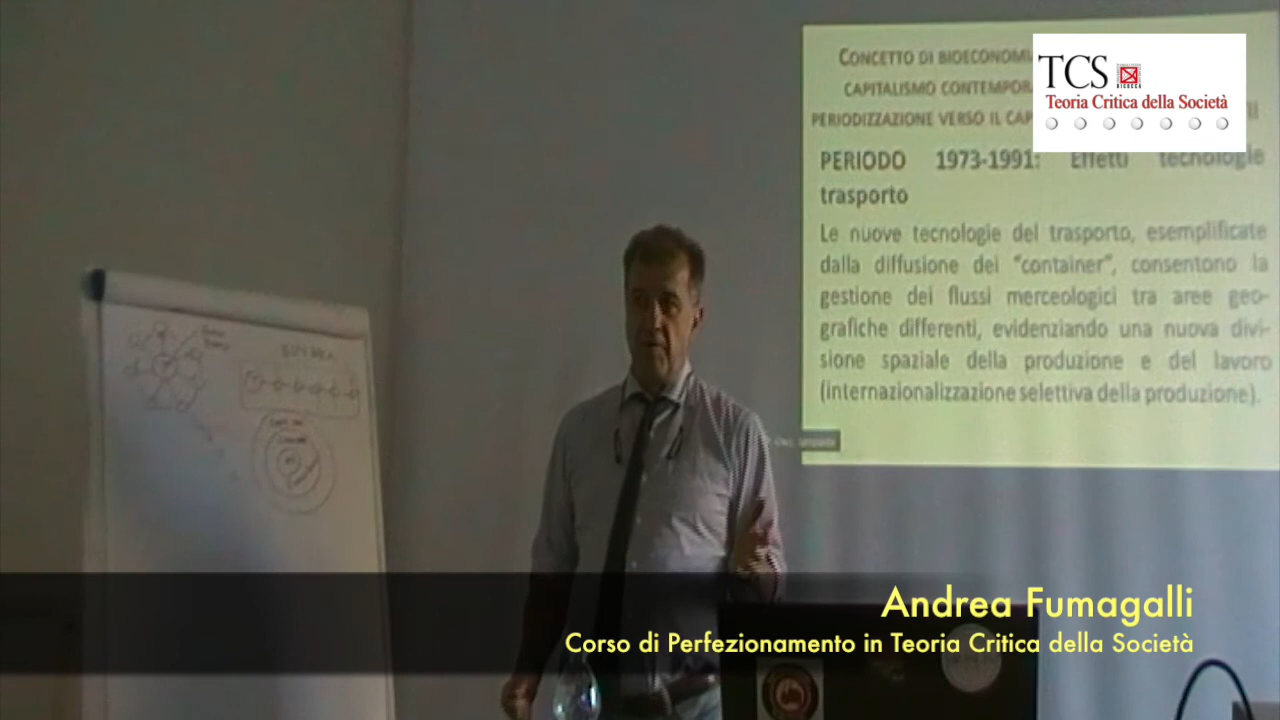 CONCETTO DI BIOECONOMI
CAPITALISMO CONTEMPOR
PERIODIZZAZIONE VERSO IL CAP
TCS
BICOCCA
Teoria Critica della Società
PERIODO 1973-1991: Effetti tecnologie
trasporto
Le nuove tecnologie del trasporto, esemplificate
dalla diffusione dei “container”, consentono la
gestione dei flussi merceologici tra aree geo-
grafiche differenti, evidenziando una nuova divi-
sione spaziale della produzione e del lavoro
(internazionalizzazione selettiva della produzione).
Andrea Fumagalli
Corso di Perfezionamento in Teoria Critica della Società